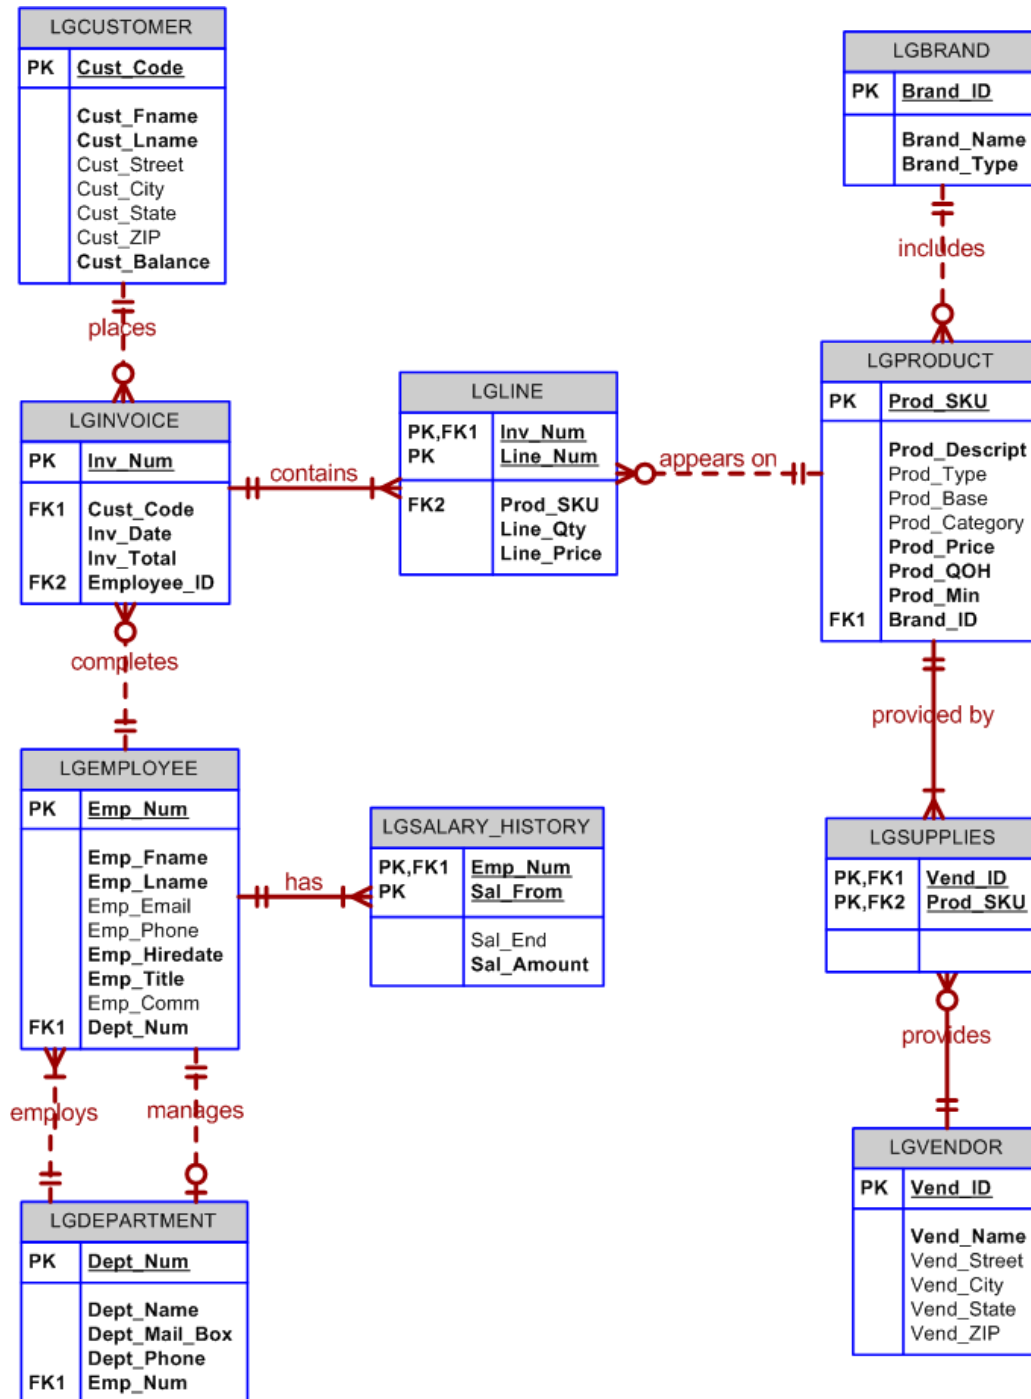 LGCUSTOMER
PK Cust_Code
Cust_Fname
Cust_Lname
Cust_Street
Cust_City
Cust_State
Cust_ZIP
Cust_Balance
places
LGBRAND
PK Brand_ID
Brand_Name
Brand_Type
includes
LGINVOICE
PK Inv_Num
FK1 Cust_Code
Inv_Date
Inv_Total
FK2 Employee_ID
contains
LGLINE
PK,FK1 Inv_Num
PK Line_Num
FK2 Prod_SKU
Line_Qty
Line_Price
appears on
LGPRODUCT
PK Prod_SKU
Prod_Descript
Prod_Type
Prod_Base
Prod_Category
Prod_Price
Prod_QOH
Prod_Min
FK1 Brand_ID
completes
provided by
LGEMPLOYEE
PK Emp_Num
Emp_Fname
Emp_Lname
Emp_Email
Emp_Phone
Emp_Hiredate
Emp_Title
Emp_Comm
FK1 Dept_Num
has
LGSALARY_HISTORY
PK,FK1 Emp_Num
PK Sal_From
Sal_End
Sal_Amount
LGSUPPLIES
PK,FK1 Vend_ID
PK,FK2 Prod_SKU
provides
employs
manages
LGDEPARTMENT
PK Dept_Num
Dept_Name
Dept_Mail_Box
Dept_Phone
FK1 Emp_Num
LGVENDOR
PK Vend_ID
Vend_Name
Vend_Street
Vend_City
Vend_State
Vend_ZIP